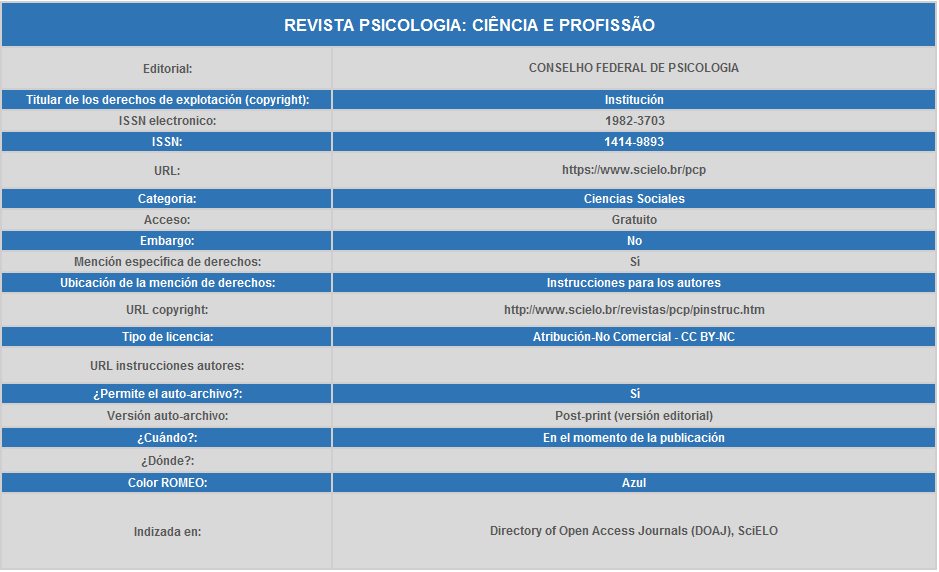 REVISTA PSICOLOGIA: CIÊNCIA E PROFISSÃO
Editorial: CONSELHO FEDERAL DE PSICOLOGIA
Titular de los derechos de explotación (copyright): Institución
ISSN electronico: 1982-3703
ISSN: 1414-9893
URL: https://www.scielo.br/pcp
Categoria: Ciencias Sociales
Acceso: Gratuito
Embargo: No
Mención específica de derechos: Sí
Ubicación de la mención de derechos: Instrucciones para los autores
URL copyright: http://www.scielo.br/revistas/pcp/pinstruc.htm
Tipo de licencia: Atribución-No Comercial - CC BY-NC
URL instrucciones autores:
¿Permite el auto-archivo?: Sí
Versión auto-archivo: Post-print (versión editorial)
¿Cuándo?: En el momento de la publicación
¿Dónde?:
Color ROMEO: Azul
Indizada en: Directory of Open Access Journals (DOAJ), SciELO